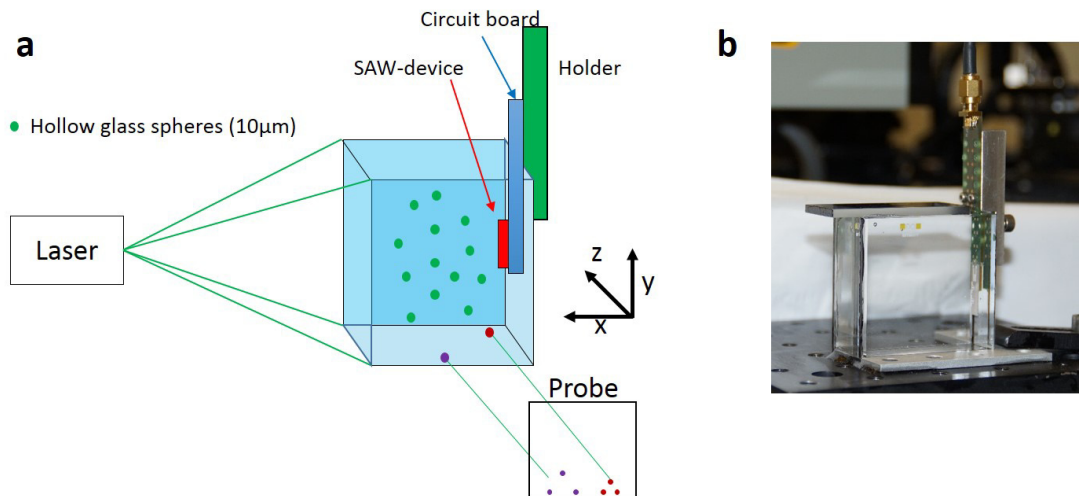 a
b
Circuit board
SAW-device
Holder
Hollow glass spheres (10µm)
Laser
z
y
x
Probe